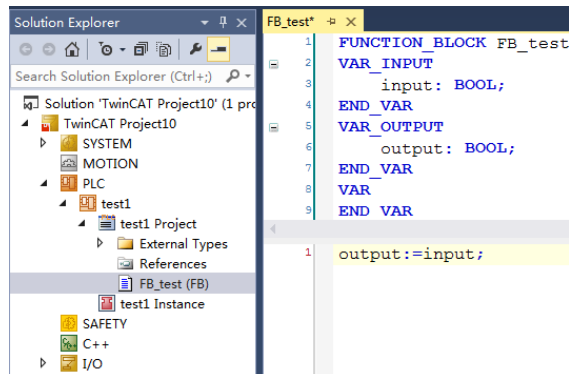 Solution Explorer
Search Solution Explorer (Ctrl+;)
Solution 'TwinCAT Project10' (1 pro
TwinCAT Project10
SYSTEM
MOTION
PLC
test1
test1 Project
External Types
References
FB_test (FB)
test1 Instance
SAFETY
C++
I/O
FB_test*
1 FUNCTION_BLOCK FB_test
2 VAR_INPUT
3 input: BOOL;
4 END_VAR
5 VAR_OUTPUT
6 output: BOOL;
7 END_VAR
8 VAR
9 END_VAR
1 output:=input;